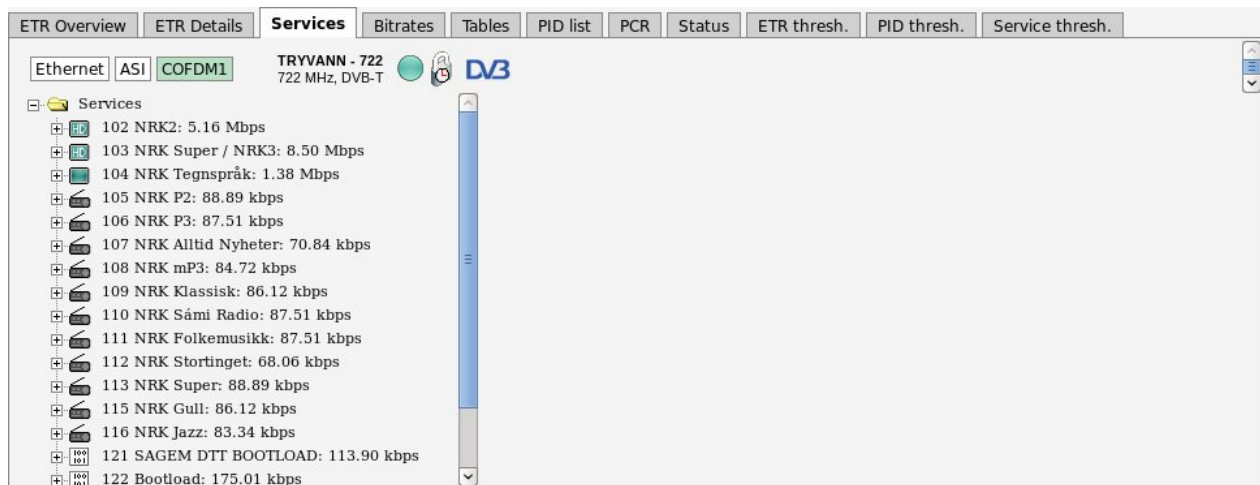 ETR Overview ETR Details Services Bitrates Tables PID list PCR Status ETR thresh. PID thresh. Service thresh.
Ethernet ASI COFDM1 TRYVANN - 722 DVB
722 MHz, DVB-T
Services
HD 102 NRK2: 5.16 Mbps
HD 103 NRK Super / NRK3: 8.50 Mbps
104 NRK Tegnspråk: 1.38 Mbps
105 NRK P2: 88.89 kbps
106 NRK P3: 87.51 kbps
107 NRK Alltid Nyheter: 70.84 kbps
108 NRK mP3: 84.72 kbps
109 NRK Klassisk: 86.12 kbps
110 NRK Sámi Radio: 87.51 kbps
111 NRK Folkemusikk: 87.51 kbps
112 NRK Stortinget: 68.06 kbps
113 NRK Super: 88.89 kbps
115 NRK Gull: 86.12 kbps
116 NRK Jazz: 83.34 kbps
121 SAGEM DTT BOOTLOAD: 113.90 kbps
122 Bootload: 175.01 kbps